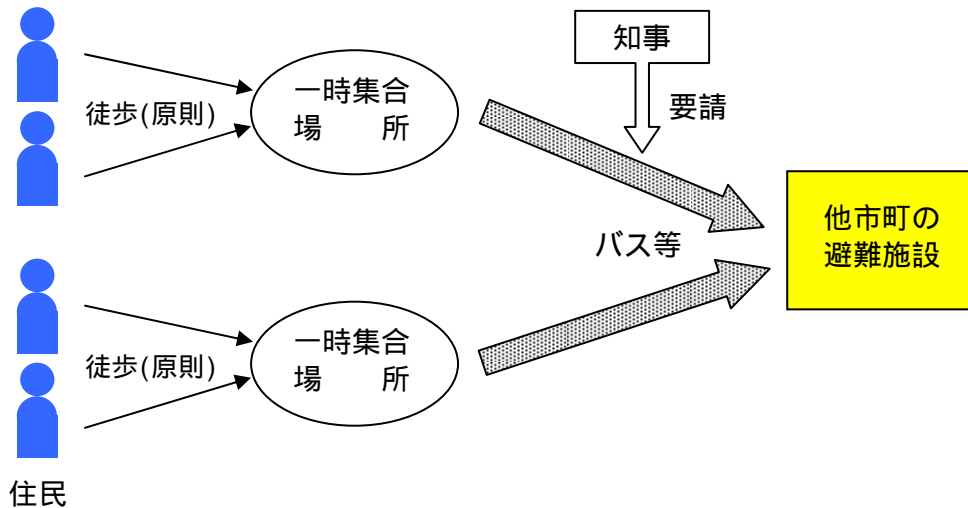 知事
要請
一時集合
場　　所
徒歩(原則)
他市町の
避難施設
バス等
一時集合
場　　所
徒歩(原則)
住民